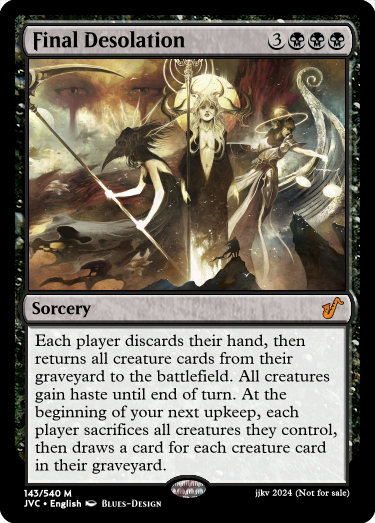 Final Desolation 3
Sorcery
Each player discards their hand, then
returns all creature cards from their
graveyard to the battlefield. All creatures
gain haste until end of turn. At the
beginning of your next upkeep, each
player sacrifices all creatures they control,
then draws a card for each creature card
in their graveyard.
143/540 M
JVC • English Blues-Design
jjkv 2024 (Not for sale)